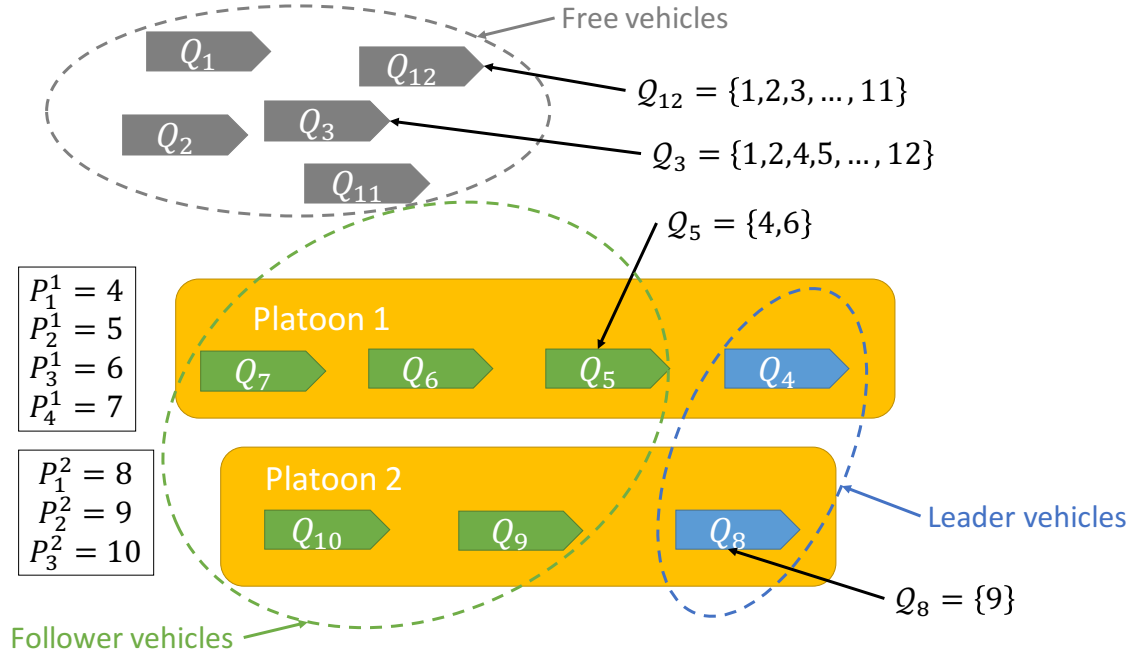 Free vehicles
Q₁
Q₁₂
𝒬₁₂ = {1,2,3, … , 11}
Q₂
Q₃
𝒬₃ = {1,2,4,5, … , 12}
Q₁₁
𝒬₅ = {4,6}
P₁¹ = 4
P₂¹ = 5
P₃¹ = 6
P₄¹ = 7
Platoon 1
Q₇
Q₆
Q₅
Q₄
P₁² = 8
P₂² = 9
P₃² = 10
Platoon 2
Q₁₀
Q₉
Q₈
Leader vehicles
𝒬₈ = {9}
Follower vehicles